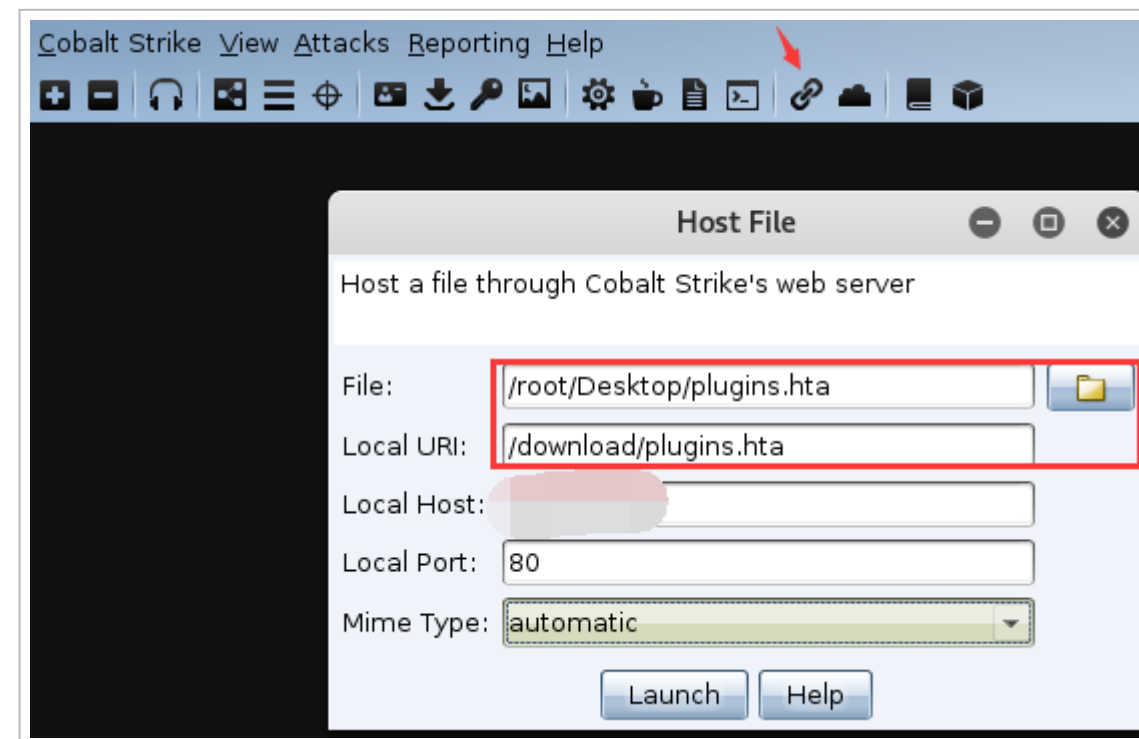 Cobalt Strike View Attacks Reporting Help
Host File
Host a file through Cobalt Strike's web server
File: /root/Desktop/plugins.hta
Local URI: /download/plugins.hta
Local Host:
Local Port: 80
Mime Type: automatic
Launch Help